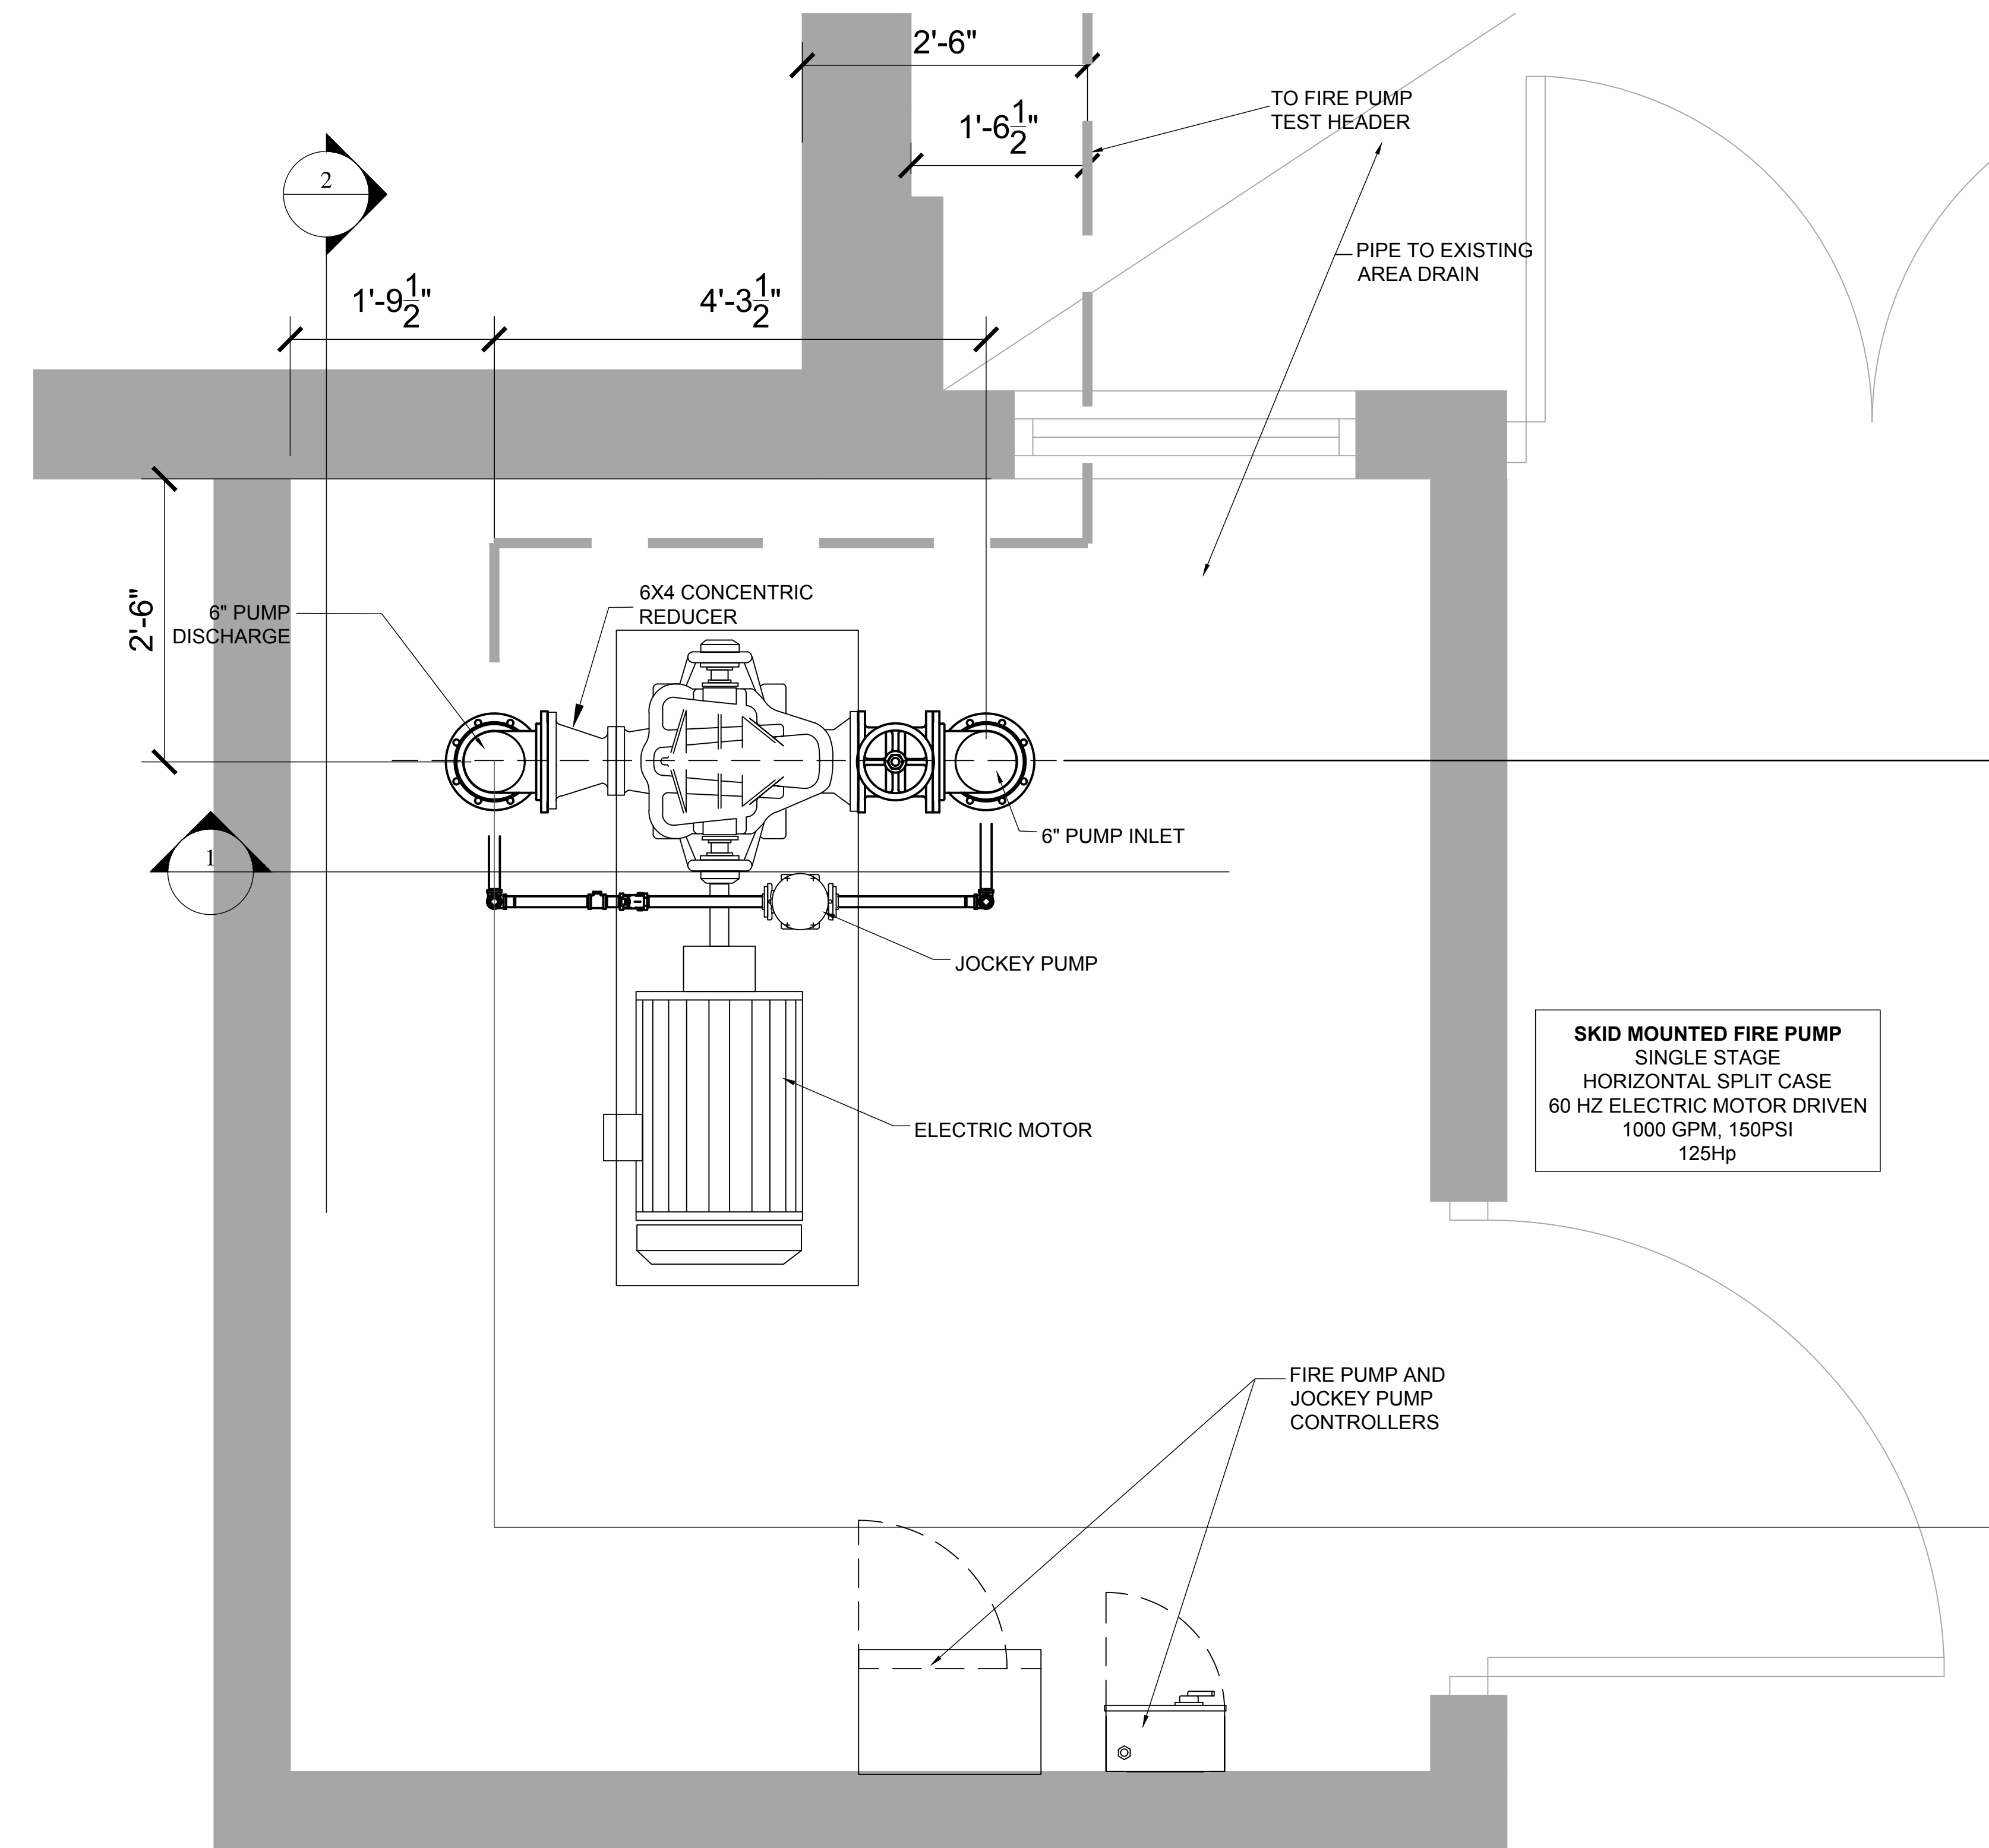 2'-6"
1'-6 1/2"
TO FIRE PUMP
TEST HEADER
2
PIPE TO EXISTING
AREA DRAIN
1'-9 1/2"
4'-3 1/2"
2'-6"
6" PUMP
DISCHARGE
6X4 CONCENTRIC
REDUCER
6" PUMP INLET
1
JOCKEY PUMP
ELECTRIC MOTOR
SKID MOUNTED FIRE PUMP
SINGLE STAGE
HORIZONTAL SPLIT CASE
60 HZ ELECTRIC MOTOR DRIVEN
1000 GPM, 150PSI
125Hp
FIRE PUMP AND
JOCKEY PUMP
CONTROLLERS